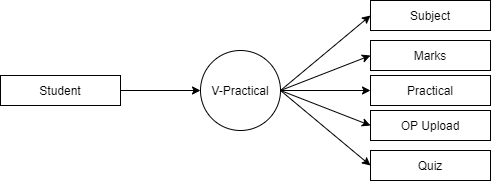 Student
V-Practical
Subject
Marks
Practical
OP Upload
Quiz